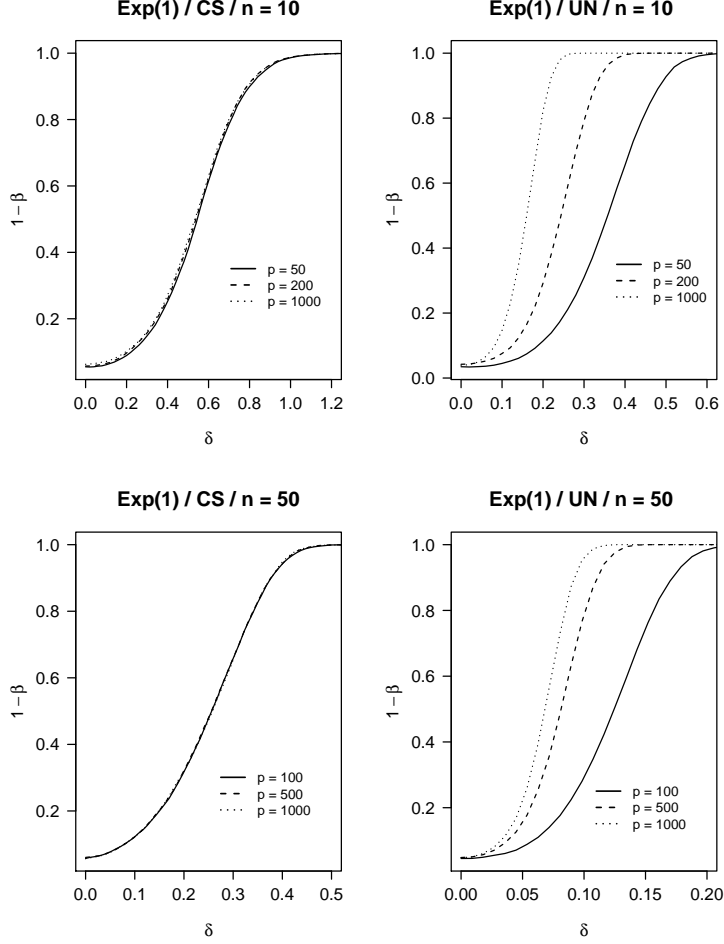 Exp(1) / CS / n = 10
1 − β
1.0
0.8
0.6
0.4
0.2
p = 50
p = 200
p = 1000
0.0 0.2 0.4 0.6 0.8 1.0 1.2
δ
Exp(1) / UN / n = 10
1 − β
1.0
0.8
0.6
0.4
0.2
0.0
p = 50
p = 200
p = 1000
0.0 0.1 0.2 0.3 0.4 0.5 0.6
δ
Exp(1) / CS / n = 50
1 − β
1.0
0.8
0.6
0.4
0.2
p = 100
p = 500
p = 1000
0.0 0.1 0.2 0.3 0.4 0.5
δ
Exp(1) / UN / n = 50
1 − β
1.0
0.8
0.6
0.4
0.2
p = 100
p = 500
p = 1000
0.00 0.05 0.10 0.15 0.20
δ